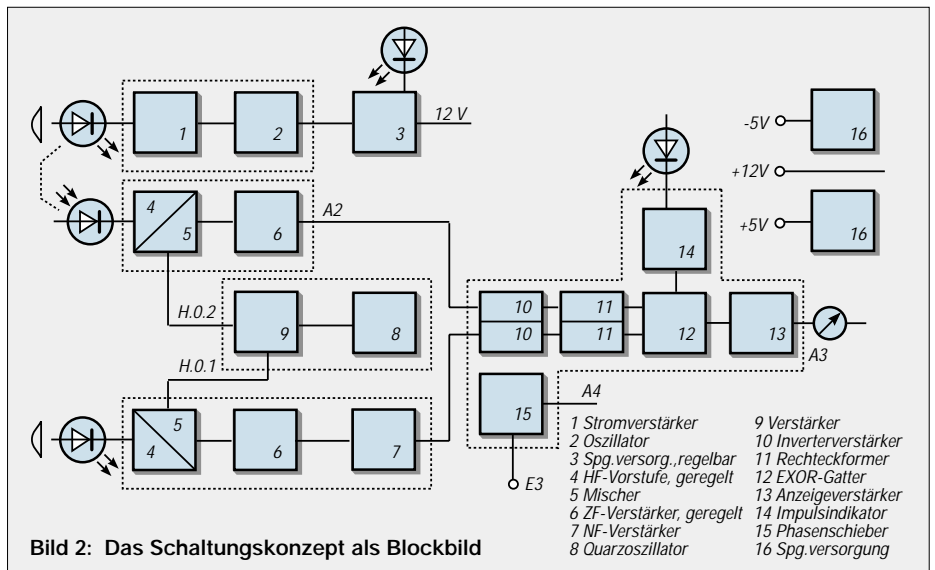 1
2
3
12 V
4
5
6
A2
H.0.2
9
8
H.0.1
5
4
6
7
10
10
11
11
12
13
14
15
A4
E3
A3
-5V
16
+12V
+5V
16
1 Stromverstärker
2 Oszillator
3 Spg.versorg.,regelbar
4 HF-Vorstufe, geregelt
5 Mischer
6 ZF-Verstärker, geregelt
7 NF-Verstärker
8 Quarzoszillator
9 Verstärker
10 Inverterverstärker
11 Rechteckformer
12 EXOR-Gatter
13 Anzeigeverstärker
14 Impulsindikator
15 Phasenschieber
16 Spg.versorgung
Bild 2: Das Schaltungskonzept als Blockbild